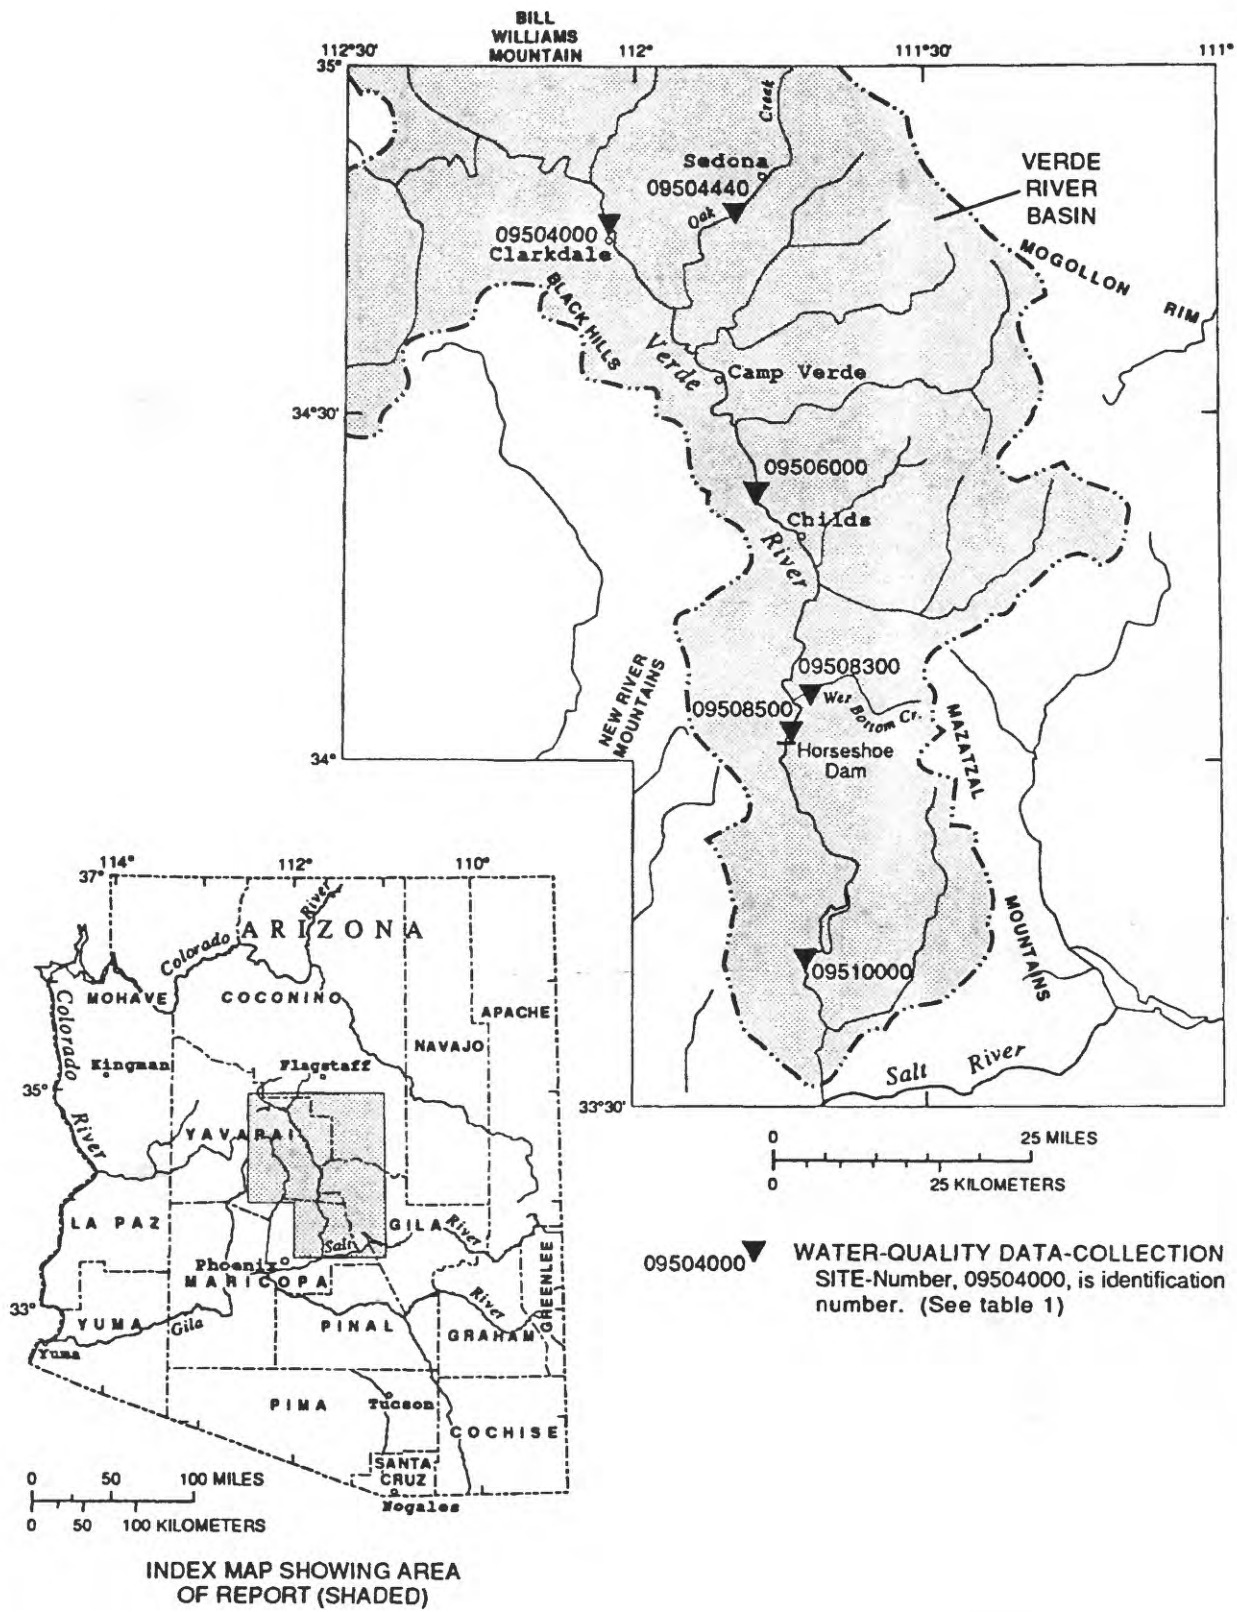 BILL
WILLIAMS
MOUNTAIN
112°30'
112°
111°30'
111°
35°
Creek
Sedona
09504440
Oak
VERDE
RIVER
BASIN
09504000
Clarkdale
MOGOLLON RIM
BLACK HILLS
Verde
Camp Verde
34°30'
09506000
Childs
River
09508300
Wer Bottom Cr.
09508500
NEW RIVER
MOUNTAINS
34°
Horseshoe
Dam
MAZATZAL
MOUNTAINS
09510000
Salt River
33°30'
0 25 MILES
0 25 KILOMETERS
09504000 WATER-QUALITY DATA-COLLECTION
SITE-Number, 09504000, is identification
number. (See table 1)
114°
112°
110°
37°
ARIZONA
River
Colorado
MOHAVE
COCONINO
APACHE
NAVAJO
Colorado
River
Kingman
Flagstaff
35°
YAVAPAI
LA PAZ
GILA
River
Salt
Phoenix
MARICOPA
GREENLEE
33°
YUMA
Gila
PINAL
River
GRAHAM
Yuma
PIMA
Tucson
COCHISE
SANTA
CRUZ
Nogales
0 50 100 MILES
0 50 100 KILOMETERS
INDEX MAP SHOWING AREA
OF REPORT (SHADED)